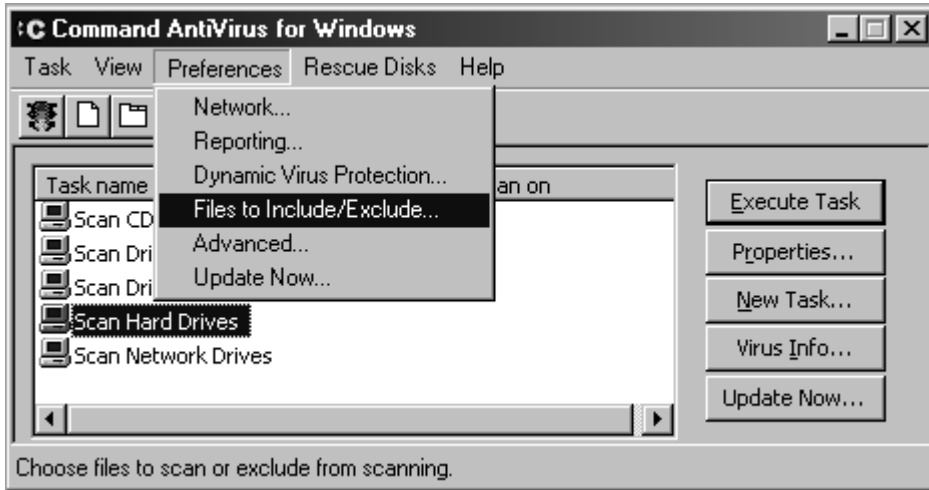 Command AntiVirus for Windows
Task View Preferences Rescue Disks Help
Network...
Reporting...
Dynamic Virus Protection...
Files to Include/Exclude...
Advanced...
Update Now...
Task name an on
Scan CD
Scan Dri
Scan Dri
Scan Hard Drives
Scan Network Drives
Execute Task
Properties...
New Task...
Virus Info...
Update Now...
Choose files to scan or exclude from scanning.